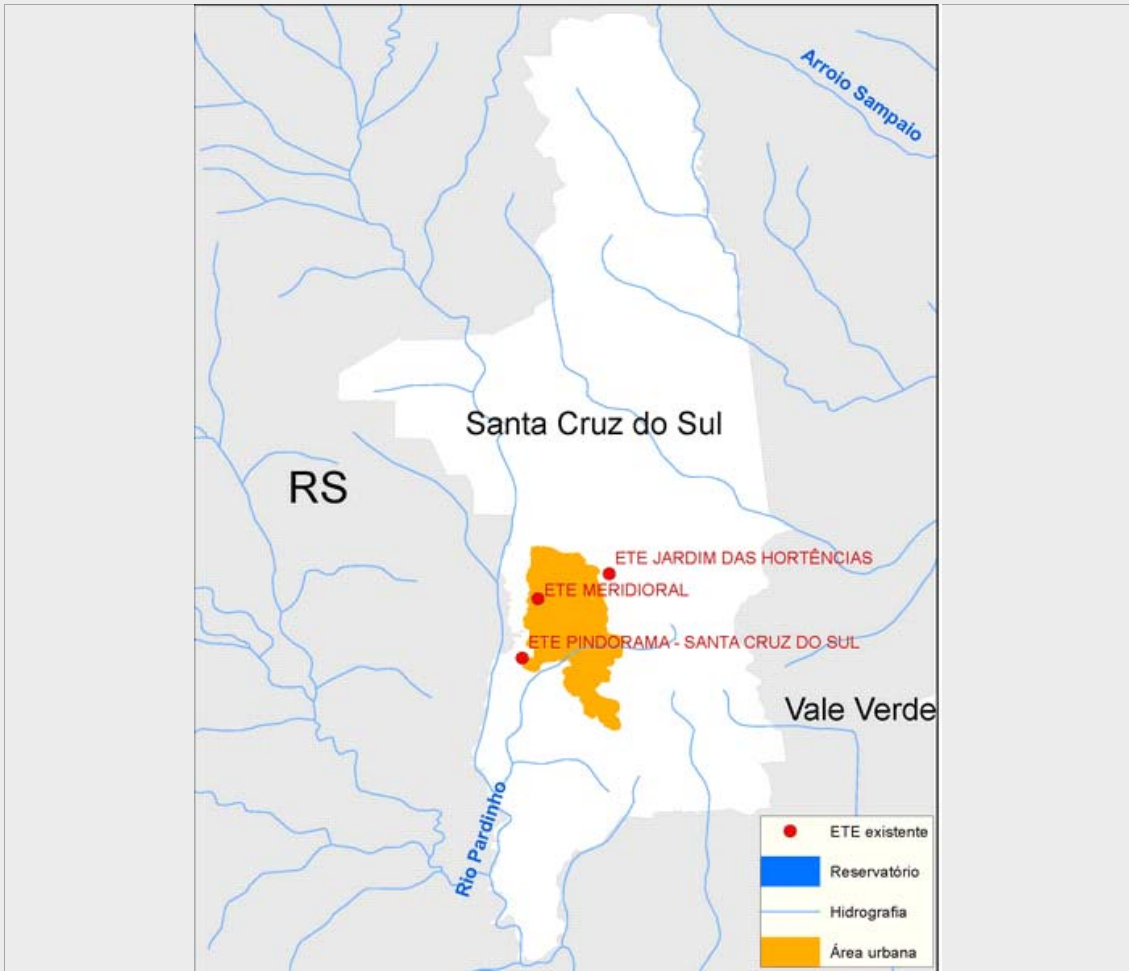 Arroio Sampaio
Santa Cruz do Sul
RS
ETE JARDIM DAS HORTÊNCIAS
ETE MERIDIORAL
ETE PINDORAMA - SANTA CRUZ DO SUL
Vale Verde
Rio Pardinho
ETE existente
Reservatório
Hidrografia
Área urbana